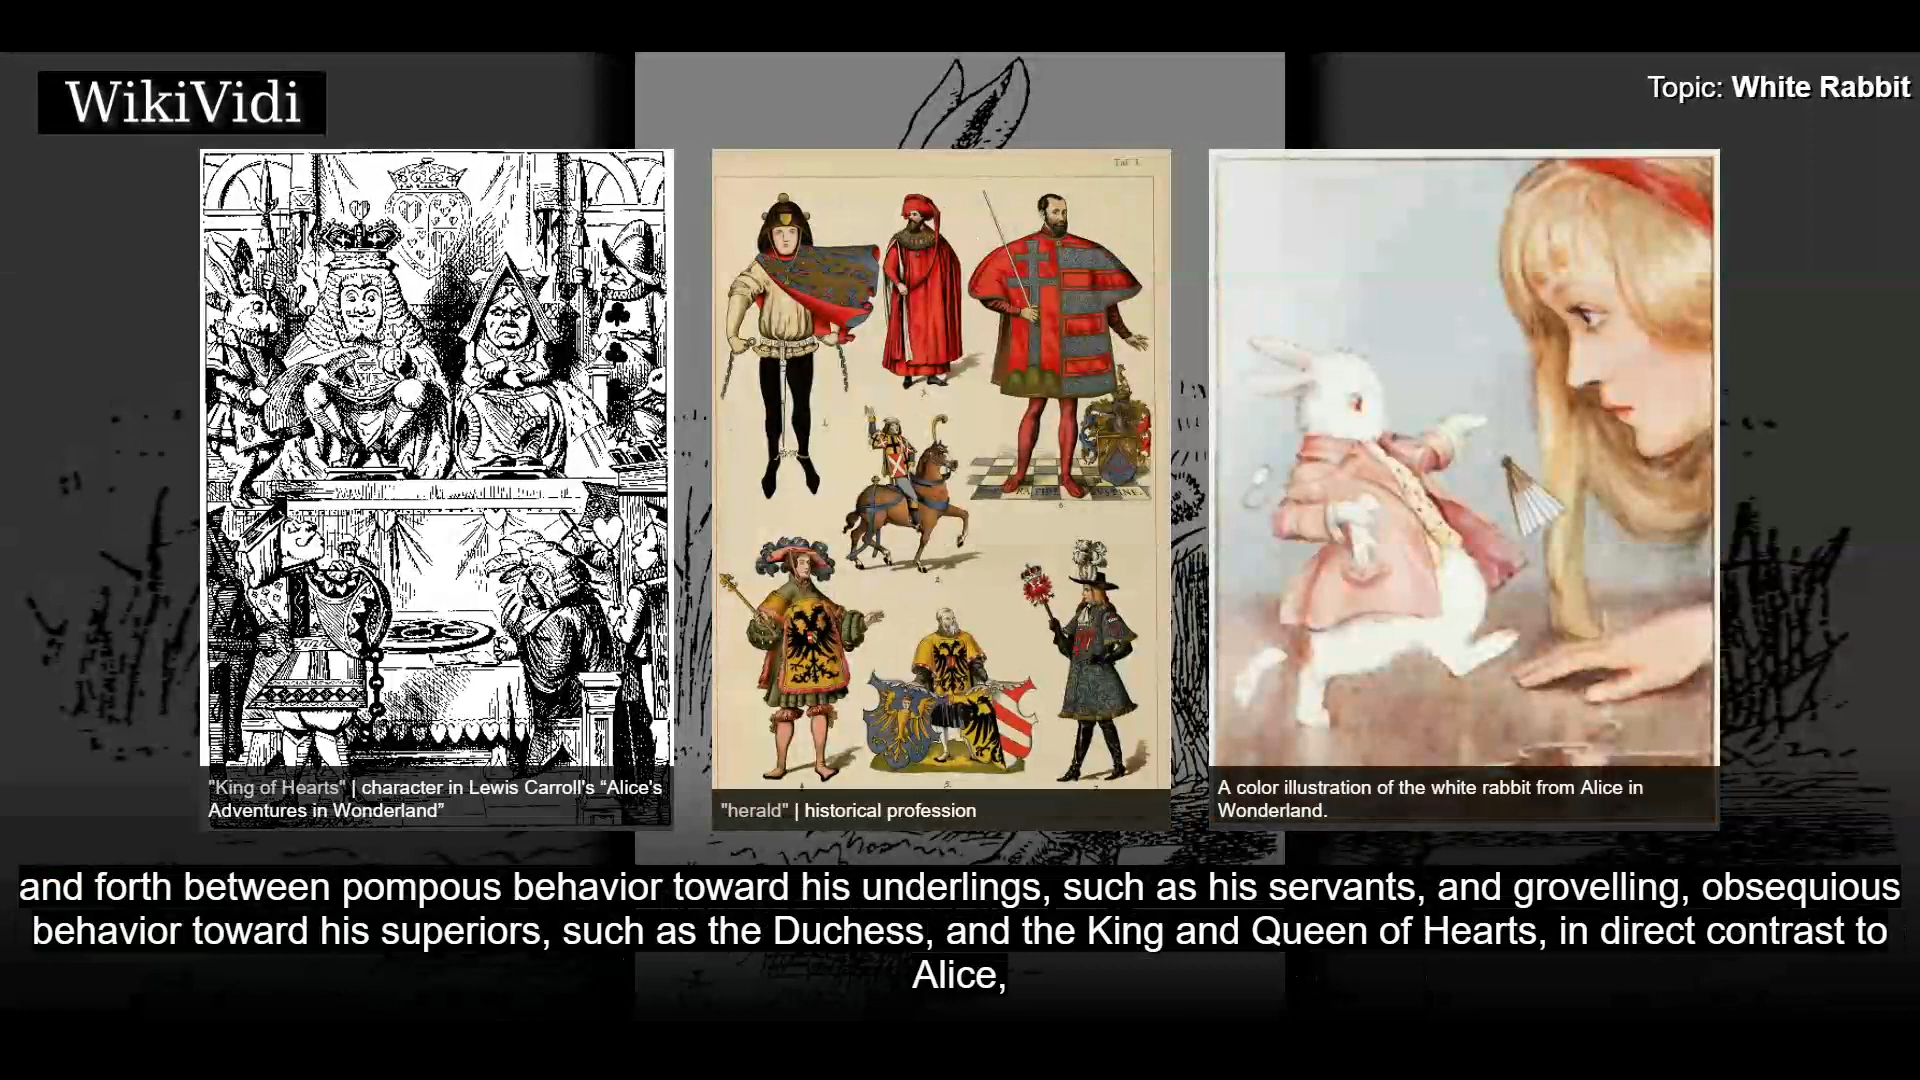 WikiVidi
Topic: White Rabbit
Taf. I.
"King of Hearts" | character in Lewis Carroll's “Alice's
Adventures in Wonderland”
"herald" | historical profession
A color illustration of the white rabbit from Alice in
Wonderland.
and forth between pompous behavior toward his underlings, such as his servants, and grovelling, obsequious
behavior toward his superiors, such as the Duchess, and the King and Queen of Hearts, in direct contrast to
Alice,